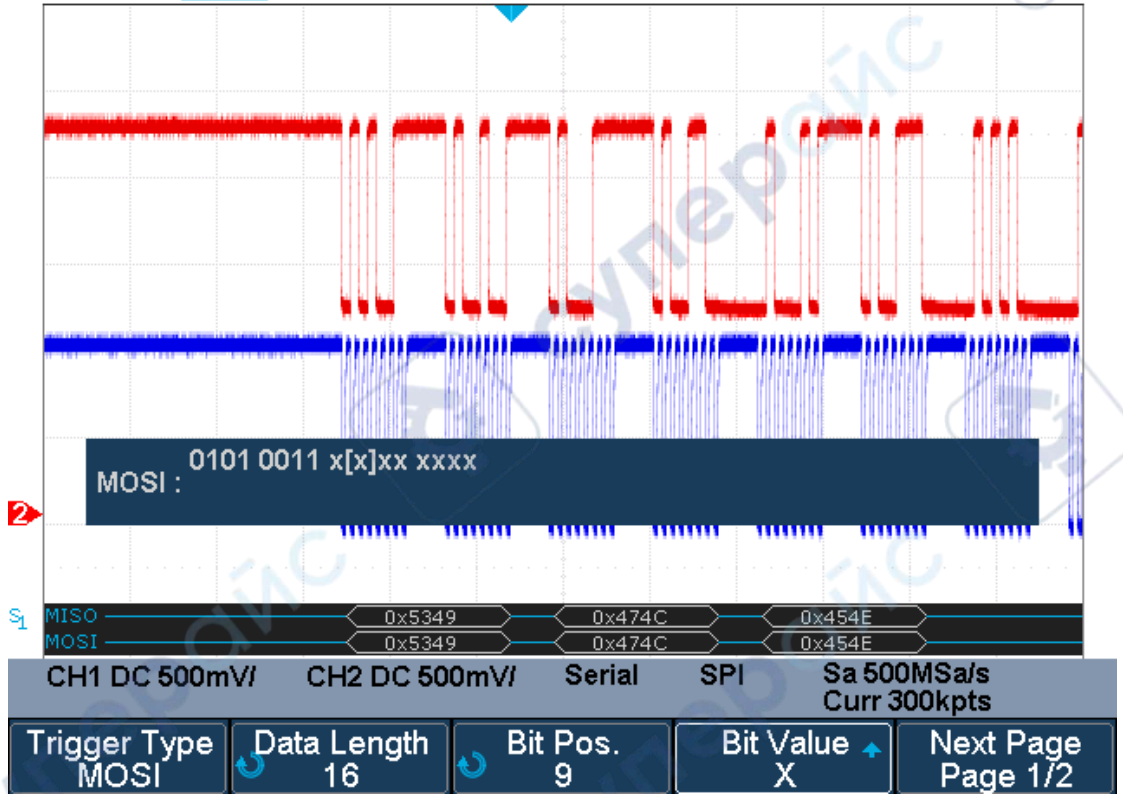 2
0101 0011 x[x]xx xxxx
MOSI :
S1 MISO 0x5349 0x474C 0x454E
MOSI 0x5349 0x474C 0x454E
CH1 DC 500mV/ CH2 DC 500mV/ Serial SPI Sa 500MSa/s
Curr 300kpts
Trigger Type Data Length Bit Pos. Bit Value Next Page
MOSI 16 9 X Page 1/2
суперайс